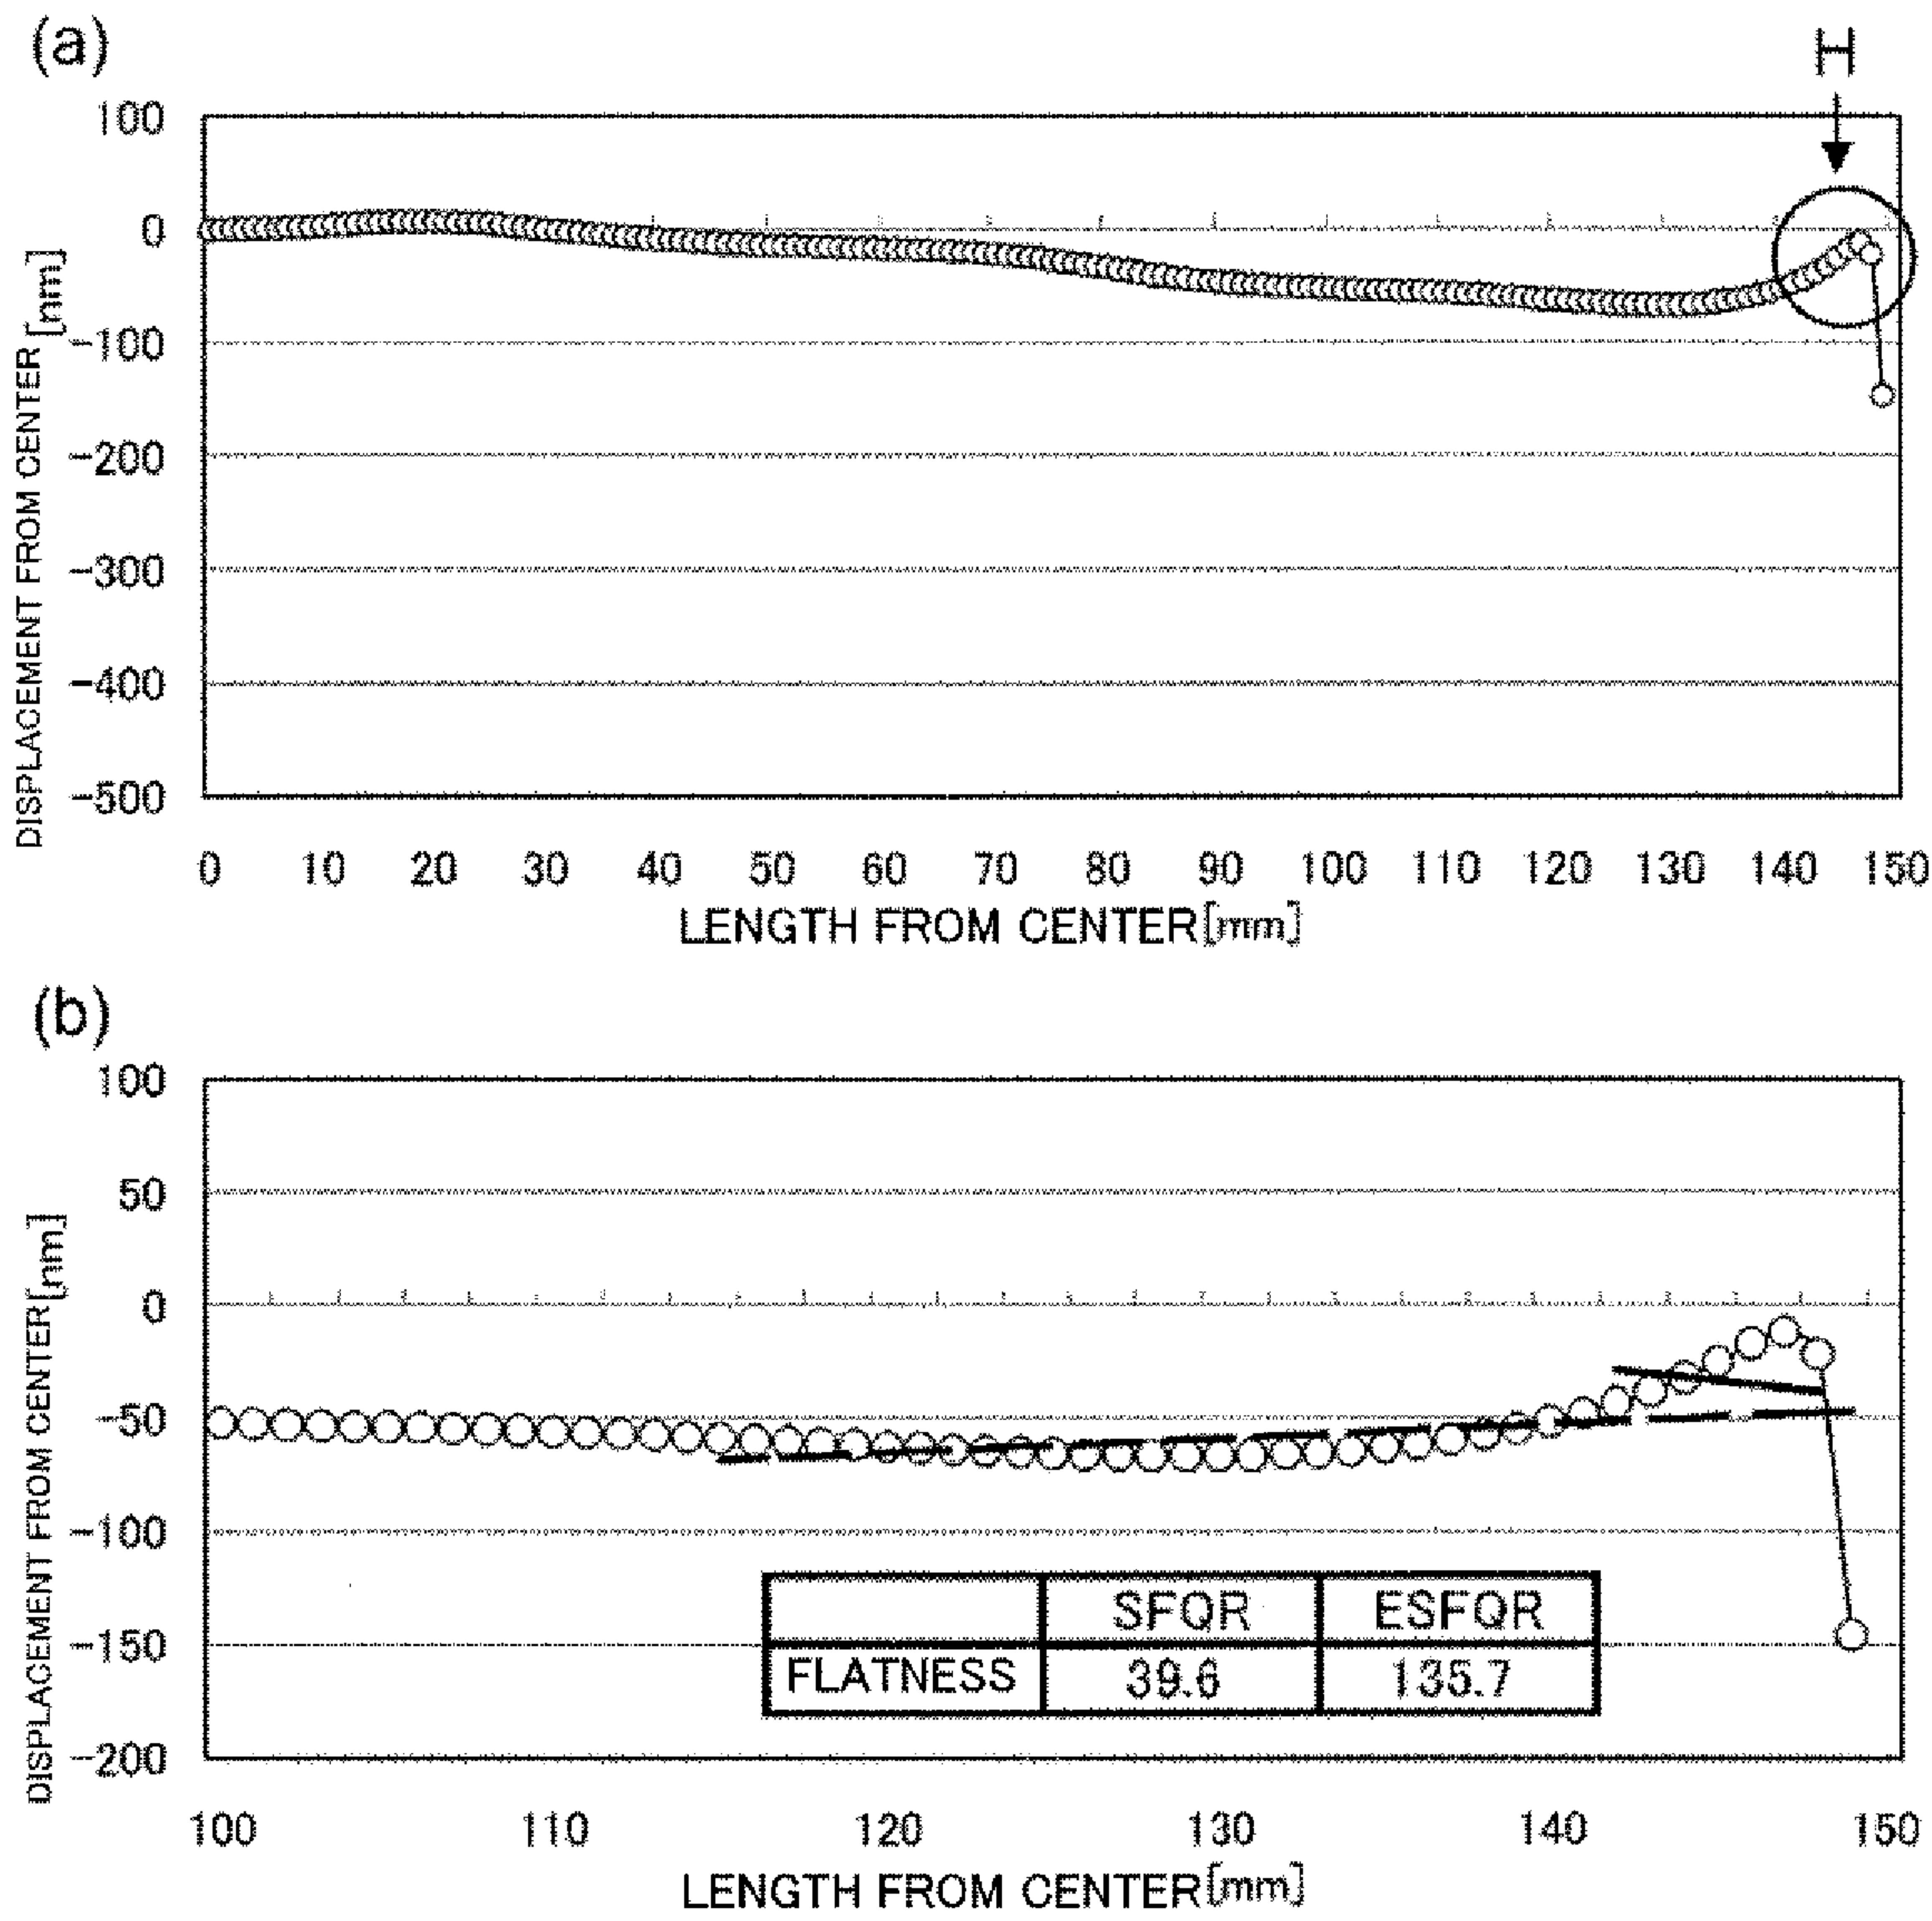 (a)
H
100
0
-100
-200
-300
-400
-500
DISPLACEMENT FROM CENTER[nm]
0 10 20 30 40 50 60 70 80 90 100 110 120 130 140 150
LENGTH FROM CENTER[mm]
(b)
100
50
0
-50
-100
-150
-200
DISPLACEMENT FROM CENTER[nm]
SFQR ESFQR
FLATNESS 39.6 135.7
100 110 120 130 140 150
LENGTH FROM CENTER[mm]